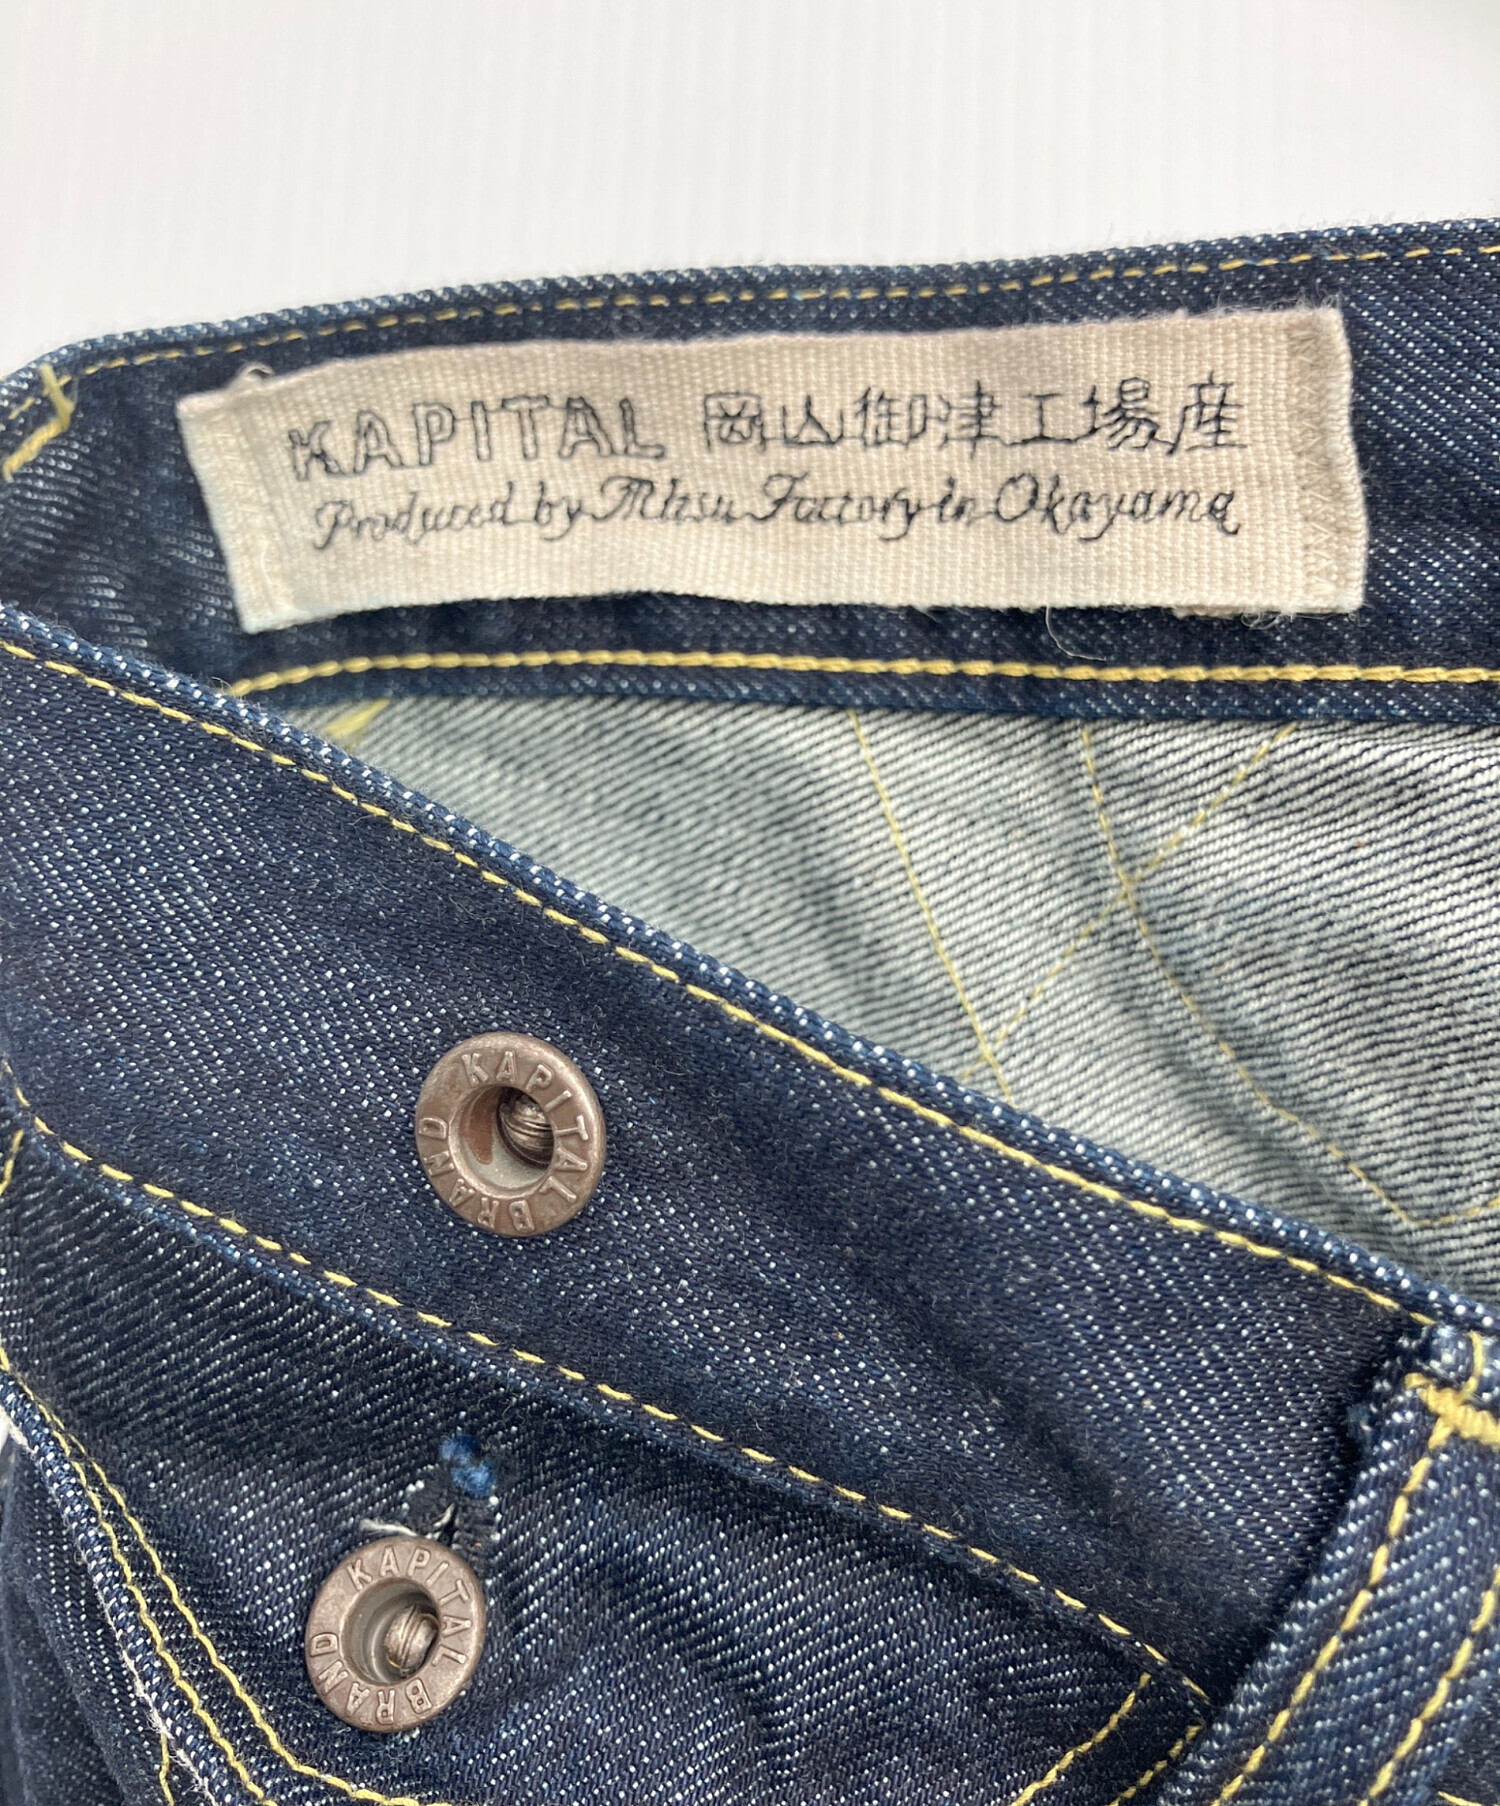 KAPITAL 岡山御津工場産
Produced by Mitsu Factory in Okayama
KAPITAL BRAND
KAPITAL BRAND